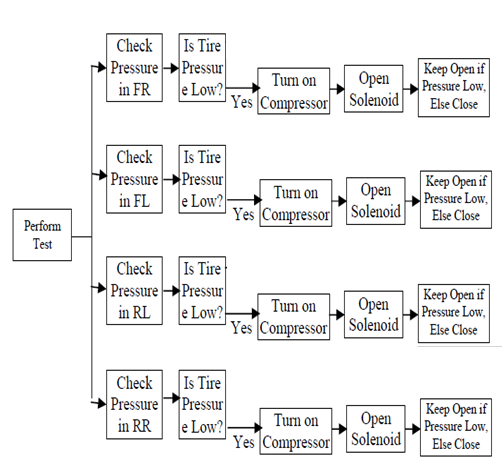 Perform
Test
Check
Pressure
in FR
Is Tire
Pressur
e Low?
Yes
Turn on
Compressor
Open
Solenoid
Keep Open if
Pressure Low,
Else Close
Check
Pressure
in FL
Is Tire
Pressur
e Low?
Yes
Turn on
Compressor
Open
Solenoid
Keep Open if
Pressure Low,
Else Close
Check
Pressure
in RL
Is Tire
Pressur
e Low?
Yes
Turn on
Compressor
Open
Solenoid
Keep Open if
Pressure Low,
Else Close
Check
Pressure
in RR
Is Tire
Pressur
e Low?
Yes
Turn on
Compressor
Open
Solenoid
Keep Open if
Pressure Low,
Else Close